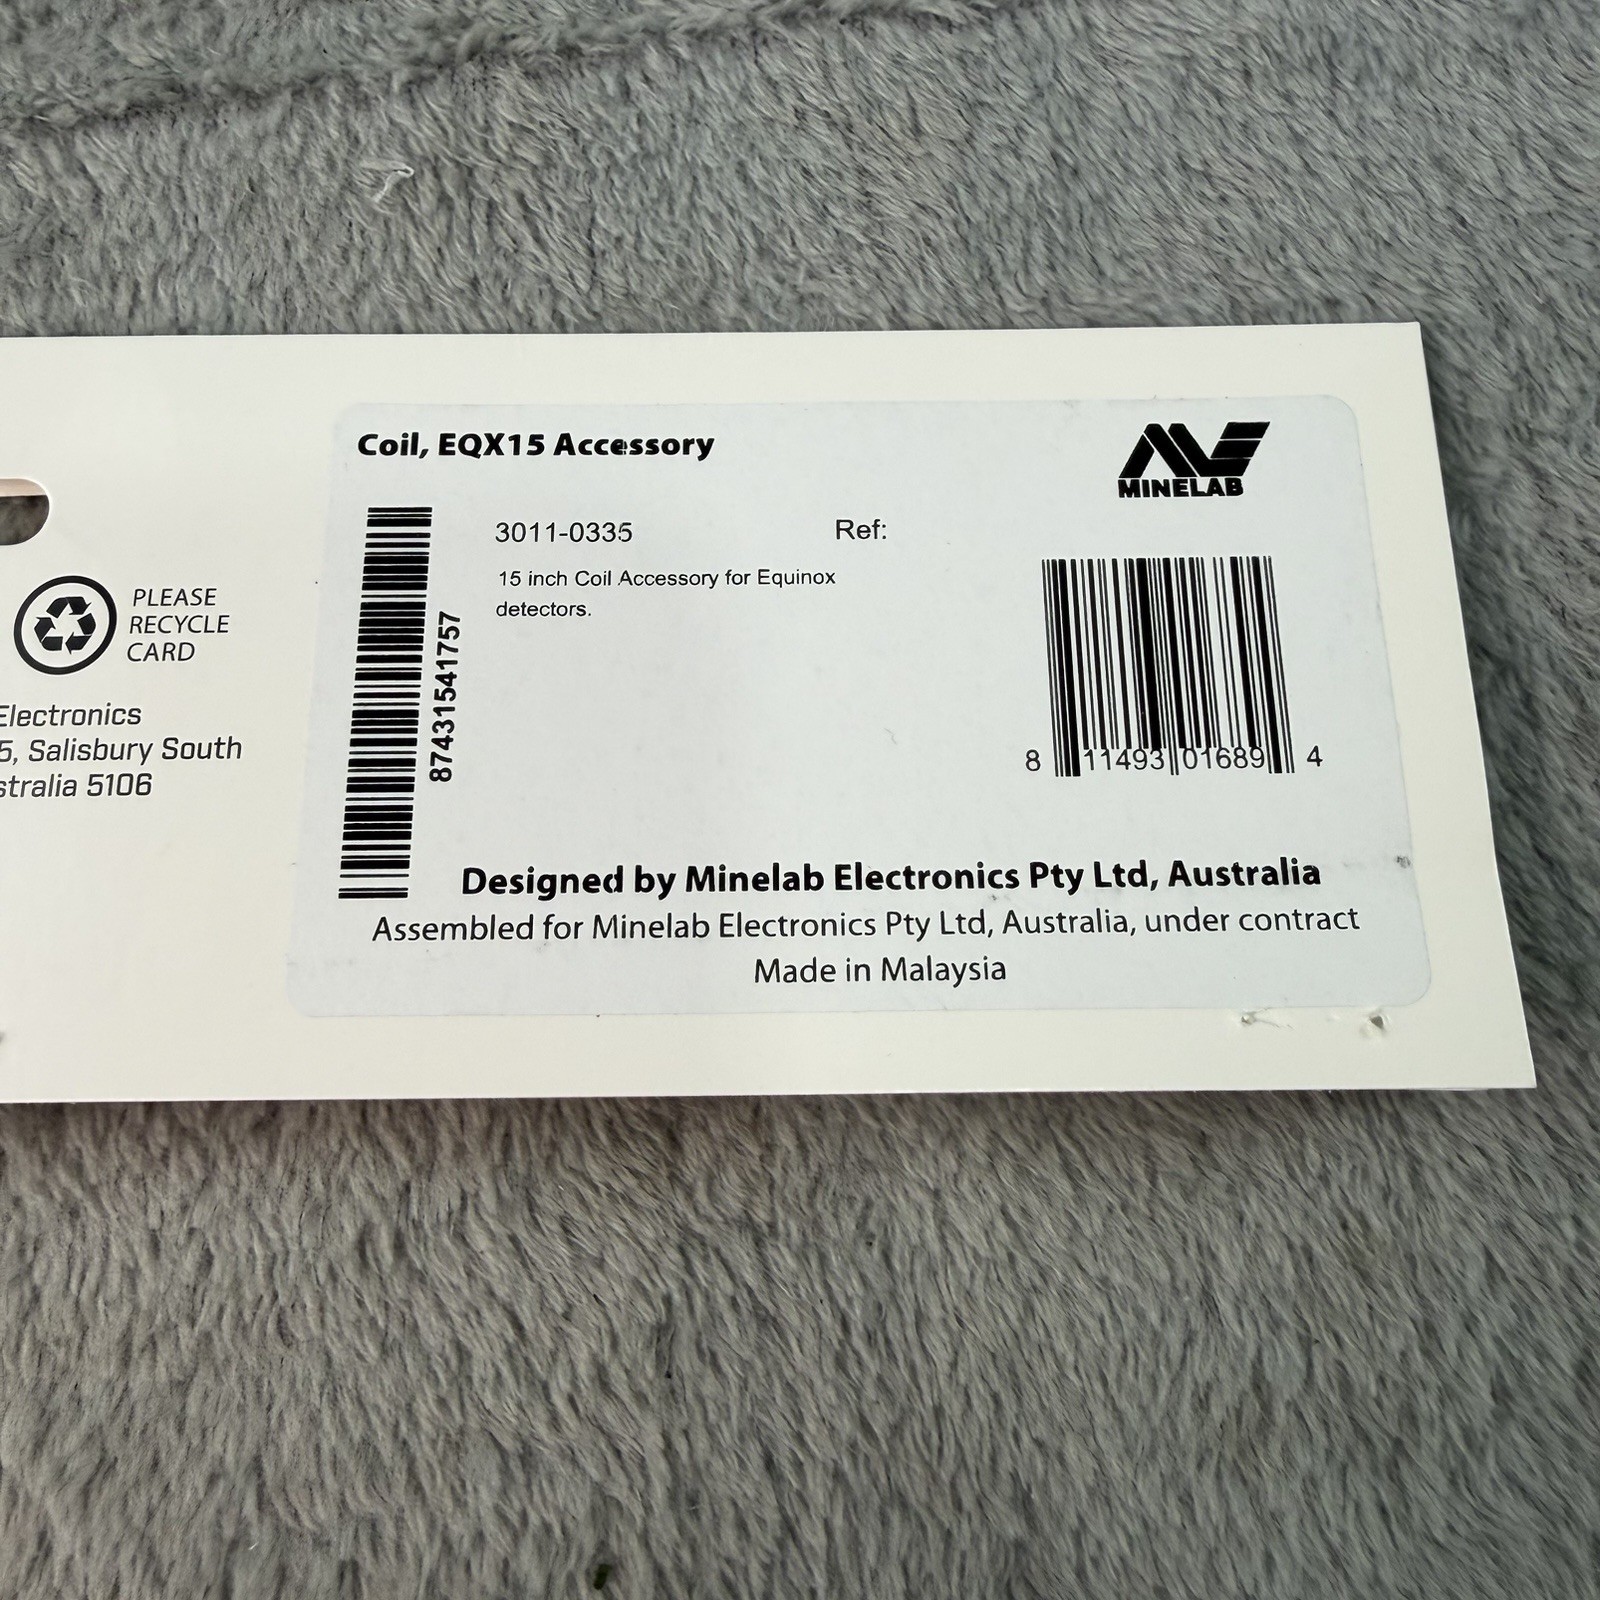 Coil, EQX15 Accessory
MINELAB
3011-0335
Ref:
15 inch Coil Accessory for Equinox
detectors.
874315411757
8 11493 01689 4
Designed by Minelab Electronics Pty Ltd, Australia
Assembled for Minelab Electronics Pty Ltd, Australia, under contract
Made in Malaysia
PLEASE
RECYCLE
CARD
Electronics
5, Salisbury South
stralia 5106